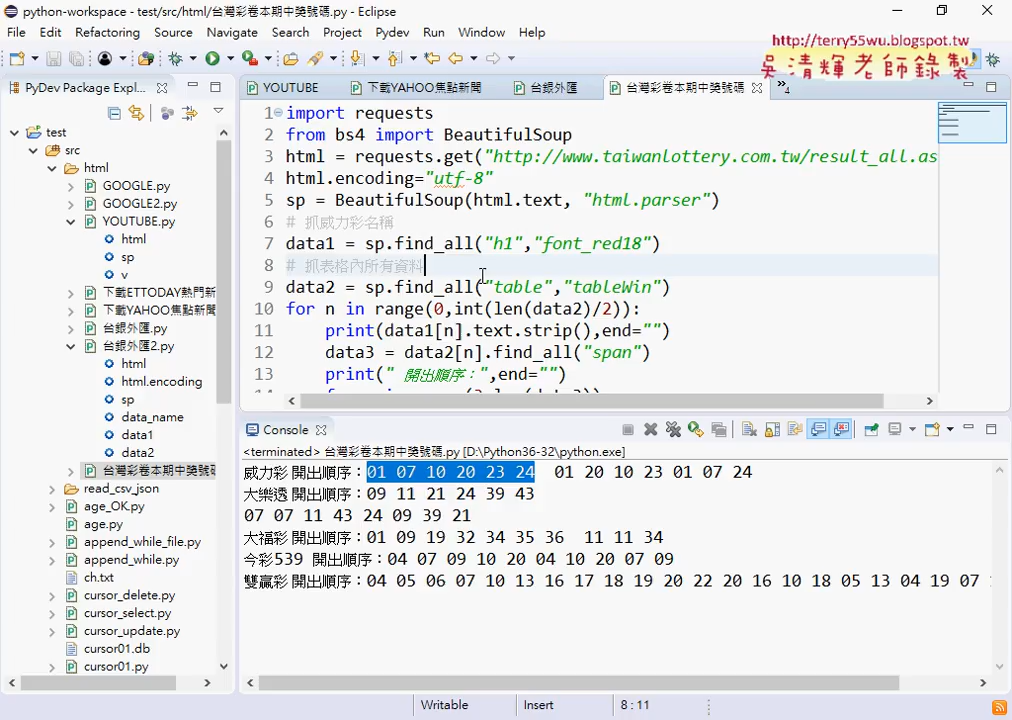 python-workspace - test/src/html/台灣彩卷本期中獎號碼.py - Eclipse
File Edit Refactoring Source Navigate Search Project Pydev Run Window Help
http://terry55wu.blogspot.tw
吳清輝老師錄製
PyDev Package Expl...
YOUTUBE 下載YAHOO焦點新聞 台銀外匯 台灣彩卷本期中獎號碼 »4
test
src
html
GOOGLE.py
GOOGLE2.py
YOUTUBE.py
html
sp
v
下載ETTODAY熱門新
下載YAHOO焦點新聞
台銀外匯.py
台銀外匯2.py
html
html.encoding
sp
data_name
data1
data2
台灣彩卷本期中獎號碼
read_csv_json
age_OK.py
age.py
append_while_file.py
append_while.py
ch.txt
cursor_delete.py
cursor_select.py
cursor_update.py
cursor01.db
cursor01.py
1 import requests
2 from bs4 import BeautifulSoup
3 html = requests.get("http://www.taiwanlottery.com.tw/result_all.as
4 html.encoding="utf-8"
5 sp = BeautifulSoup(html.text, "html.parser")
6 # 抓威力彩名稱
7 data1 = sp.find_all("h1","font_red18")
8 # 抓表格內所有資料
9 data2 = sp.find_all("table","tableWin")
10 for n in range(0,int(len(data2)/2)):
11 print(data1[n].text.strip(),end="")
12 data3 = data2[n].find_all("span")
13 print(" 開出順序：",end="")
Console
<terminated> 台灣彩卷本期中獎號碼.py [D:\Python36-32\python.exe]
威力彩 開出順序：01 07 10 20 23 24 01 20 10 23 01 07 24
大樂透 開出順序：09 11 21 24 39 43
07 07 11 43 24 09 39 21
大福彩 開出順序：01 09 19 32 34 35 36 11 11 34
今彩539 開出順序：04 07 09 10 20 04 10 20 07 09
雙贏彩 開出順序：04 05 06 07 10 13 16 17 18 19 20 22 20 16 10 18 05 13 04 19 07
Writable Insert 8 : 11